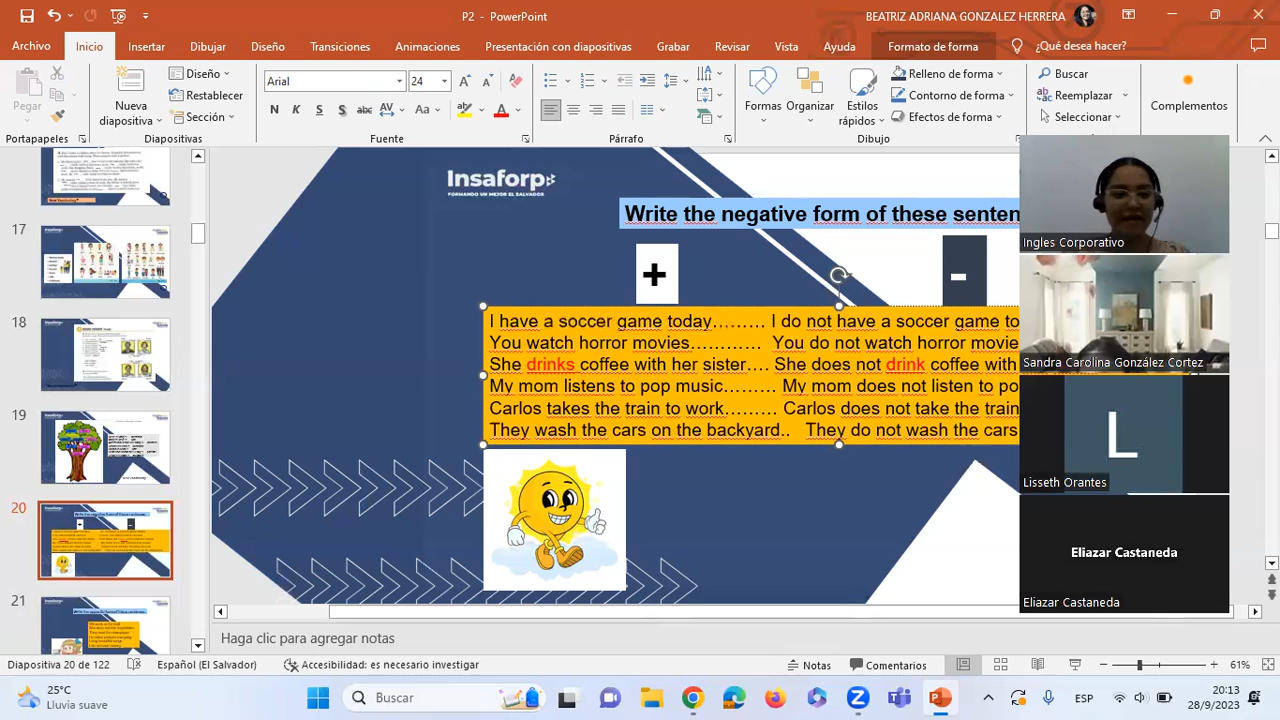 P2 - PowerPoint
BEATRIZ ADRIANA GONZALEZ HERRERA
Archivo Inicio Insertar Dibujar Diseño Transiciones Animaciones Presentación con diapositivas Grabar Revisar Vista Ayuda Formato de forma ¿Qué desea hacer?
Pegar
Nueva diapositiva
Diseño
Restablecer
Sección
Arial 24
N K S S abc AV Aa A
Formas Organizar Estilos rápidos
Relleno de forma
Contorno de forma
Efectos de forma
Buscar
Reemplazar
Seleccionar
Complementos
Portapapeles Diapositivas Fuente Párrafo Dibujo Edición
17
18
19
20
21
Insaforp
FORMANDO UN MEJOR EL SALVADOR
Write the negative form of these senten
+ -
I have a soccer game today……… I do not have a soccer game to
You watch horror movies………… You do not watch horror movie
She drinks coffee with her sister.... She does not drink coffee with
My mom listens to pop music……… My mom does not listen to po
Carlos takes the train to work……… Carlos does not take the train
They wash the cars on the backyard.. They do not wash the cars
Ingles Corporativo
Sandra Carolina González Cortez
L
Lisseth Orantes
Eliazar Castaneda
Eliazar Castaneda
Haga clic para agregar notas
Diapositiva 20 de 122 Español (El Salvador) Accesibilidad: es necesario investigar Notas Comentarios 61%
25°C
Lluvia suave
Buscar
ESP
20:13
28/9/2023